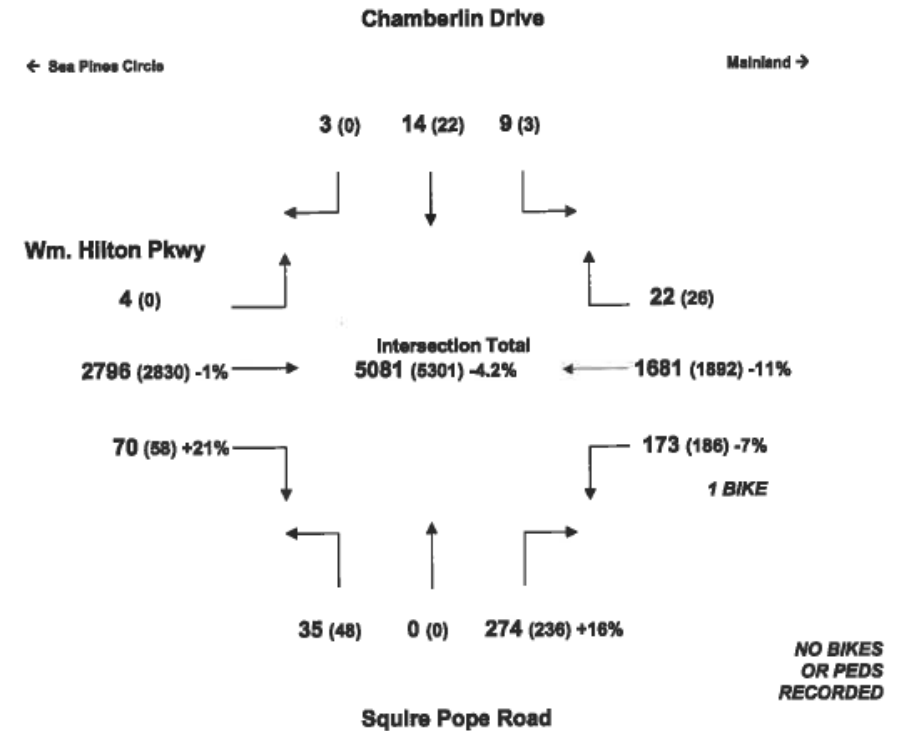 Chamberlin Drive
← Sea Pines Circle
Mainland →
3 (0) 14 (22) 9 (3)
Wm. Hilton Pkwy
4 (0)
22 (26)
Intersection Total
2796 (2830) -1%
5081 (5301) -4.2%
1681 (1892) -11%
70 (58) +21%
173 (186) -7%
1 BIKE
35 (48) 0 (0) 274 (236) +16%
NO BIKES
OR PEDS
RECORDED
Squire Pope Road